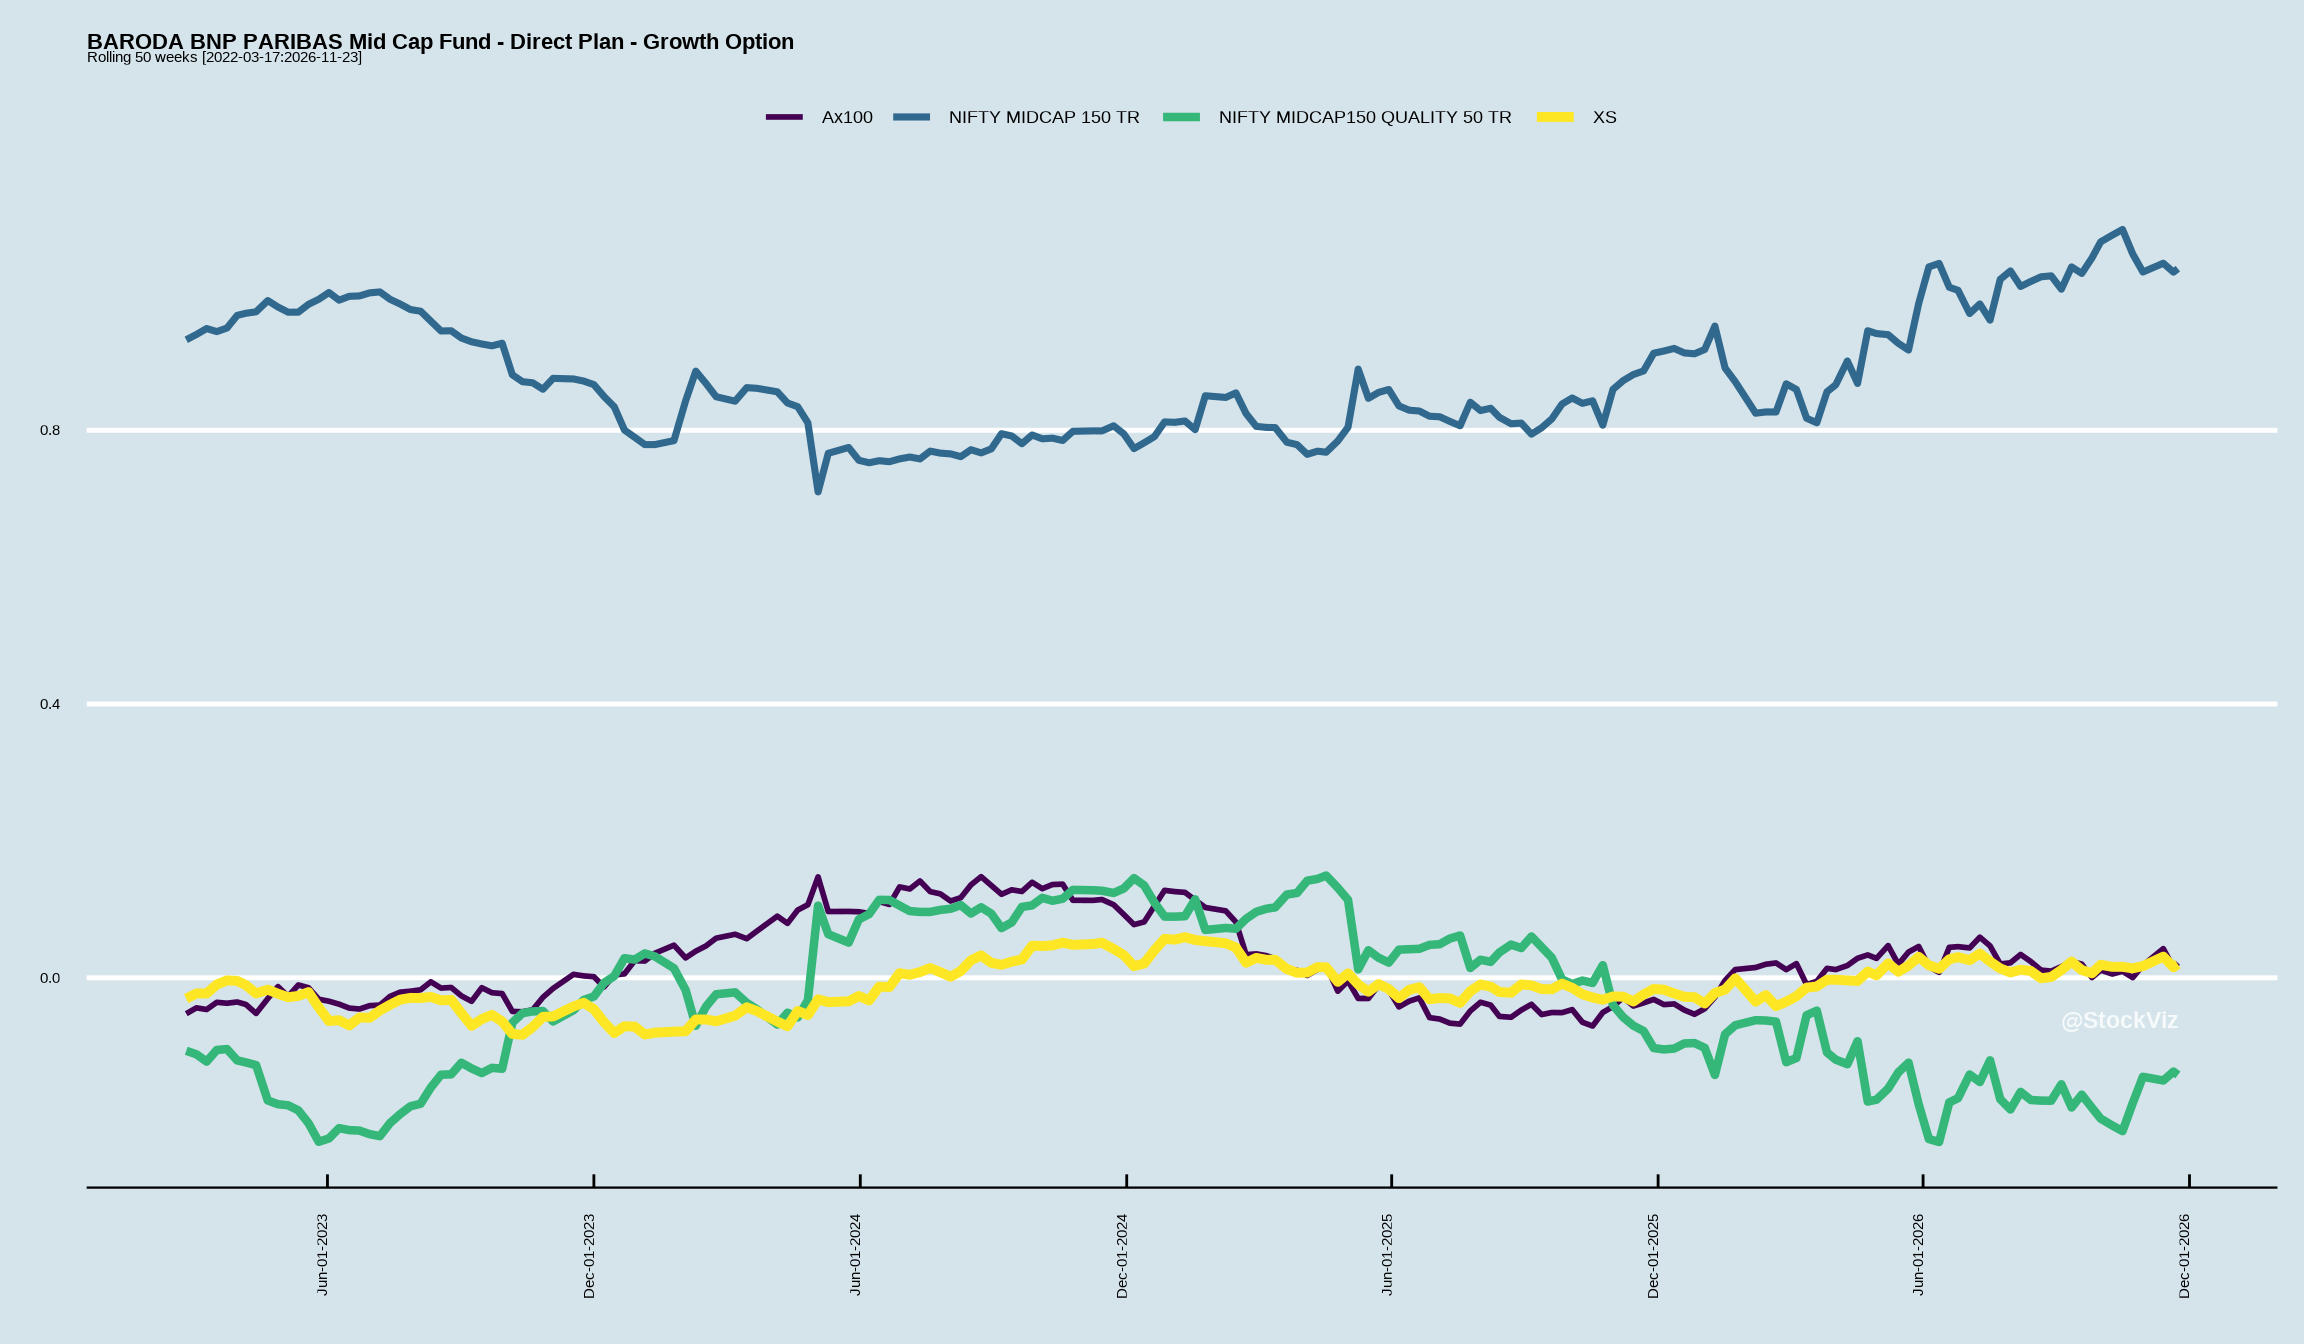 BARODA BNP PARIBAS Mid Cap Fund - Direct Plan - Growth Option
Rolling 50 weeks [2022-03-17:2026-11-23]
Ax100 NIFTY MIDCAP 150 TR NIFTY MIDCAP150 QUALITY 50 TR XS
0.8
0.4
0.0
@StockViz
Jun-01-2023 Dec-01-2023 Jun-01-2024 Dec-01-2024 Jun-01-2025 Dec-01-2025 Jun-01-2026 Dec-01-2026